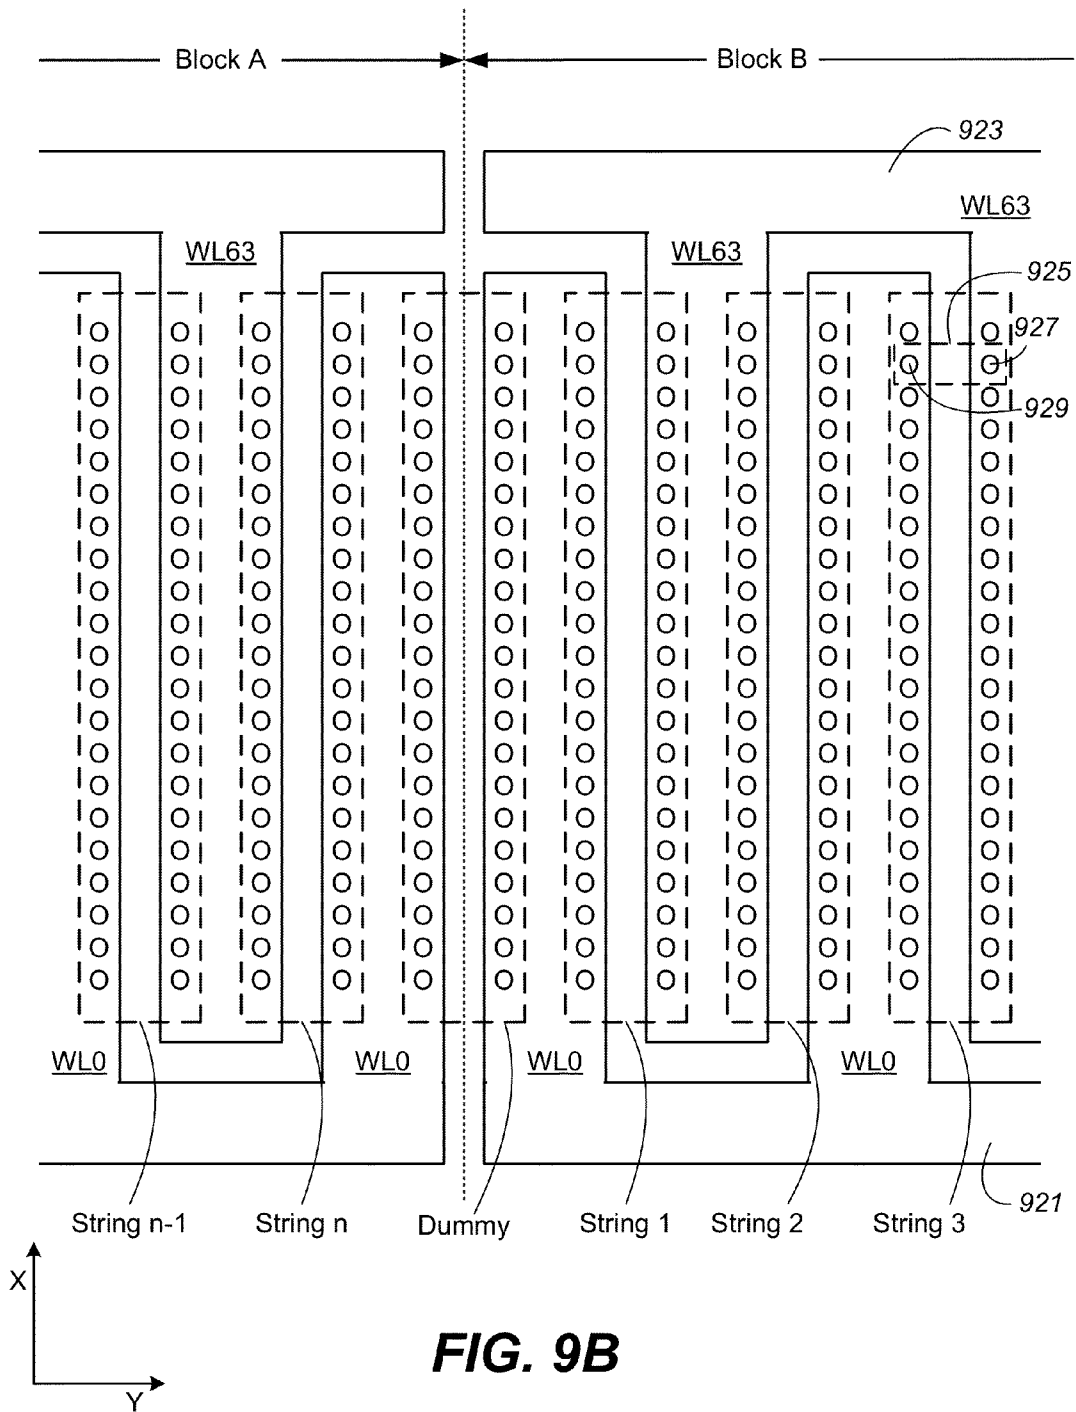 Block A
Block B
923
WL63
WL63
WL63
925
927
929
WL0
WL0
WL0
WL0
921
String n-1
String n
Dummy
String 1
String 2
String 3
X
Y
FIG. 9B